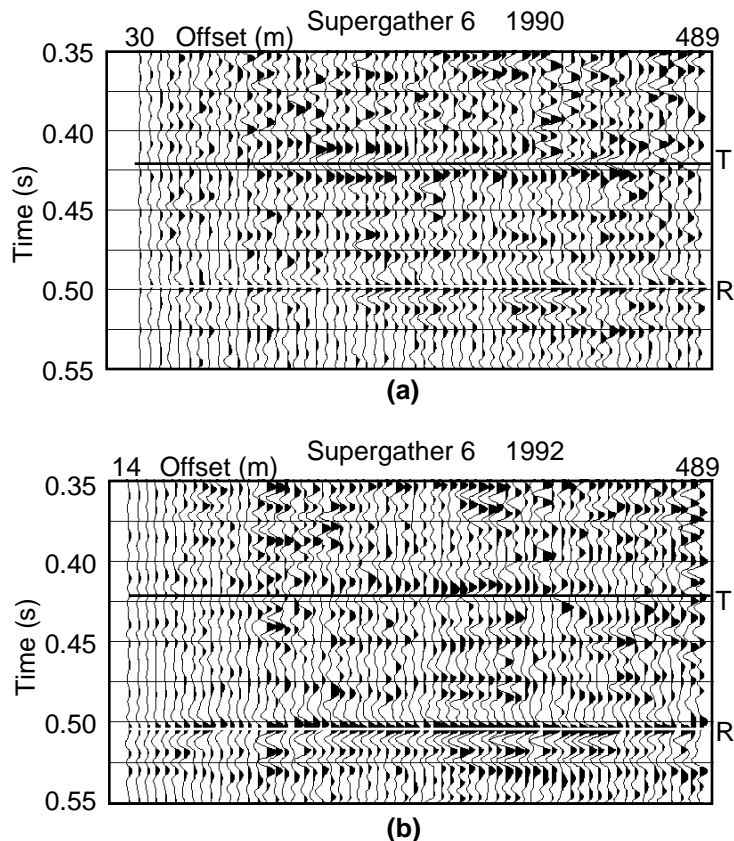 Supergather 6 1990
30 Offset (m) 489
0.35
0.40
T
0.45
Time (s)
0.50
R
0.55
(a)
Supergather 6 1992
14 Offset (m) 489
0.35
0.40
T
0.45
Time (s)
0.50
R
0.55
(b)